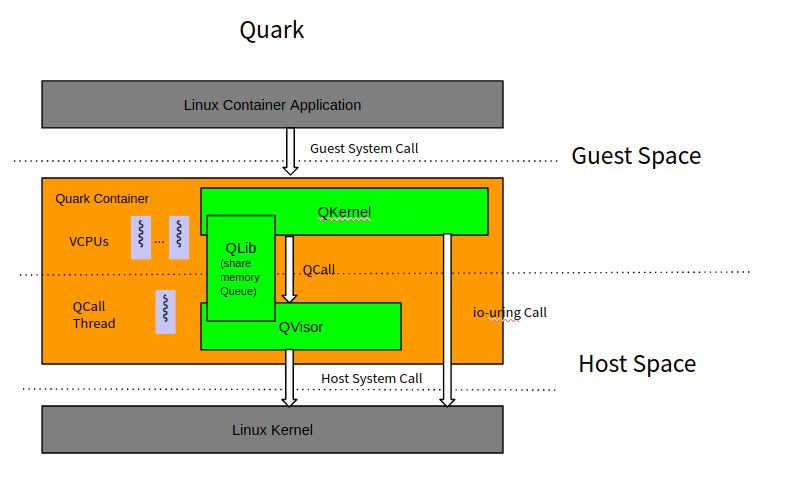 Quark
Linux Container Application
Guest System Call
Guest Space
Quark Container
QKernel
VCPUs
...
QLib
(share
memory
Queue)
QCall
QCall
Thread
io-uring Call
QVisor
Host Space
Host System Call
Linux Kernel